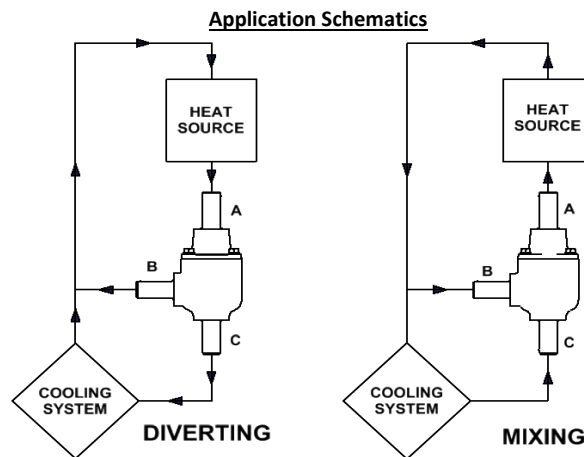 Application Schematics
HEAT
SOURCE
A
B
C
COOLING
SYSTEM
DIVERTING
HEAT
SOURCE
A
B
C
COOLING
SYSTEM
MIXING